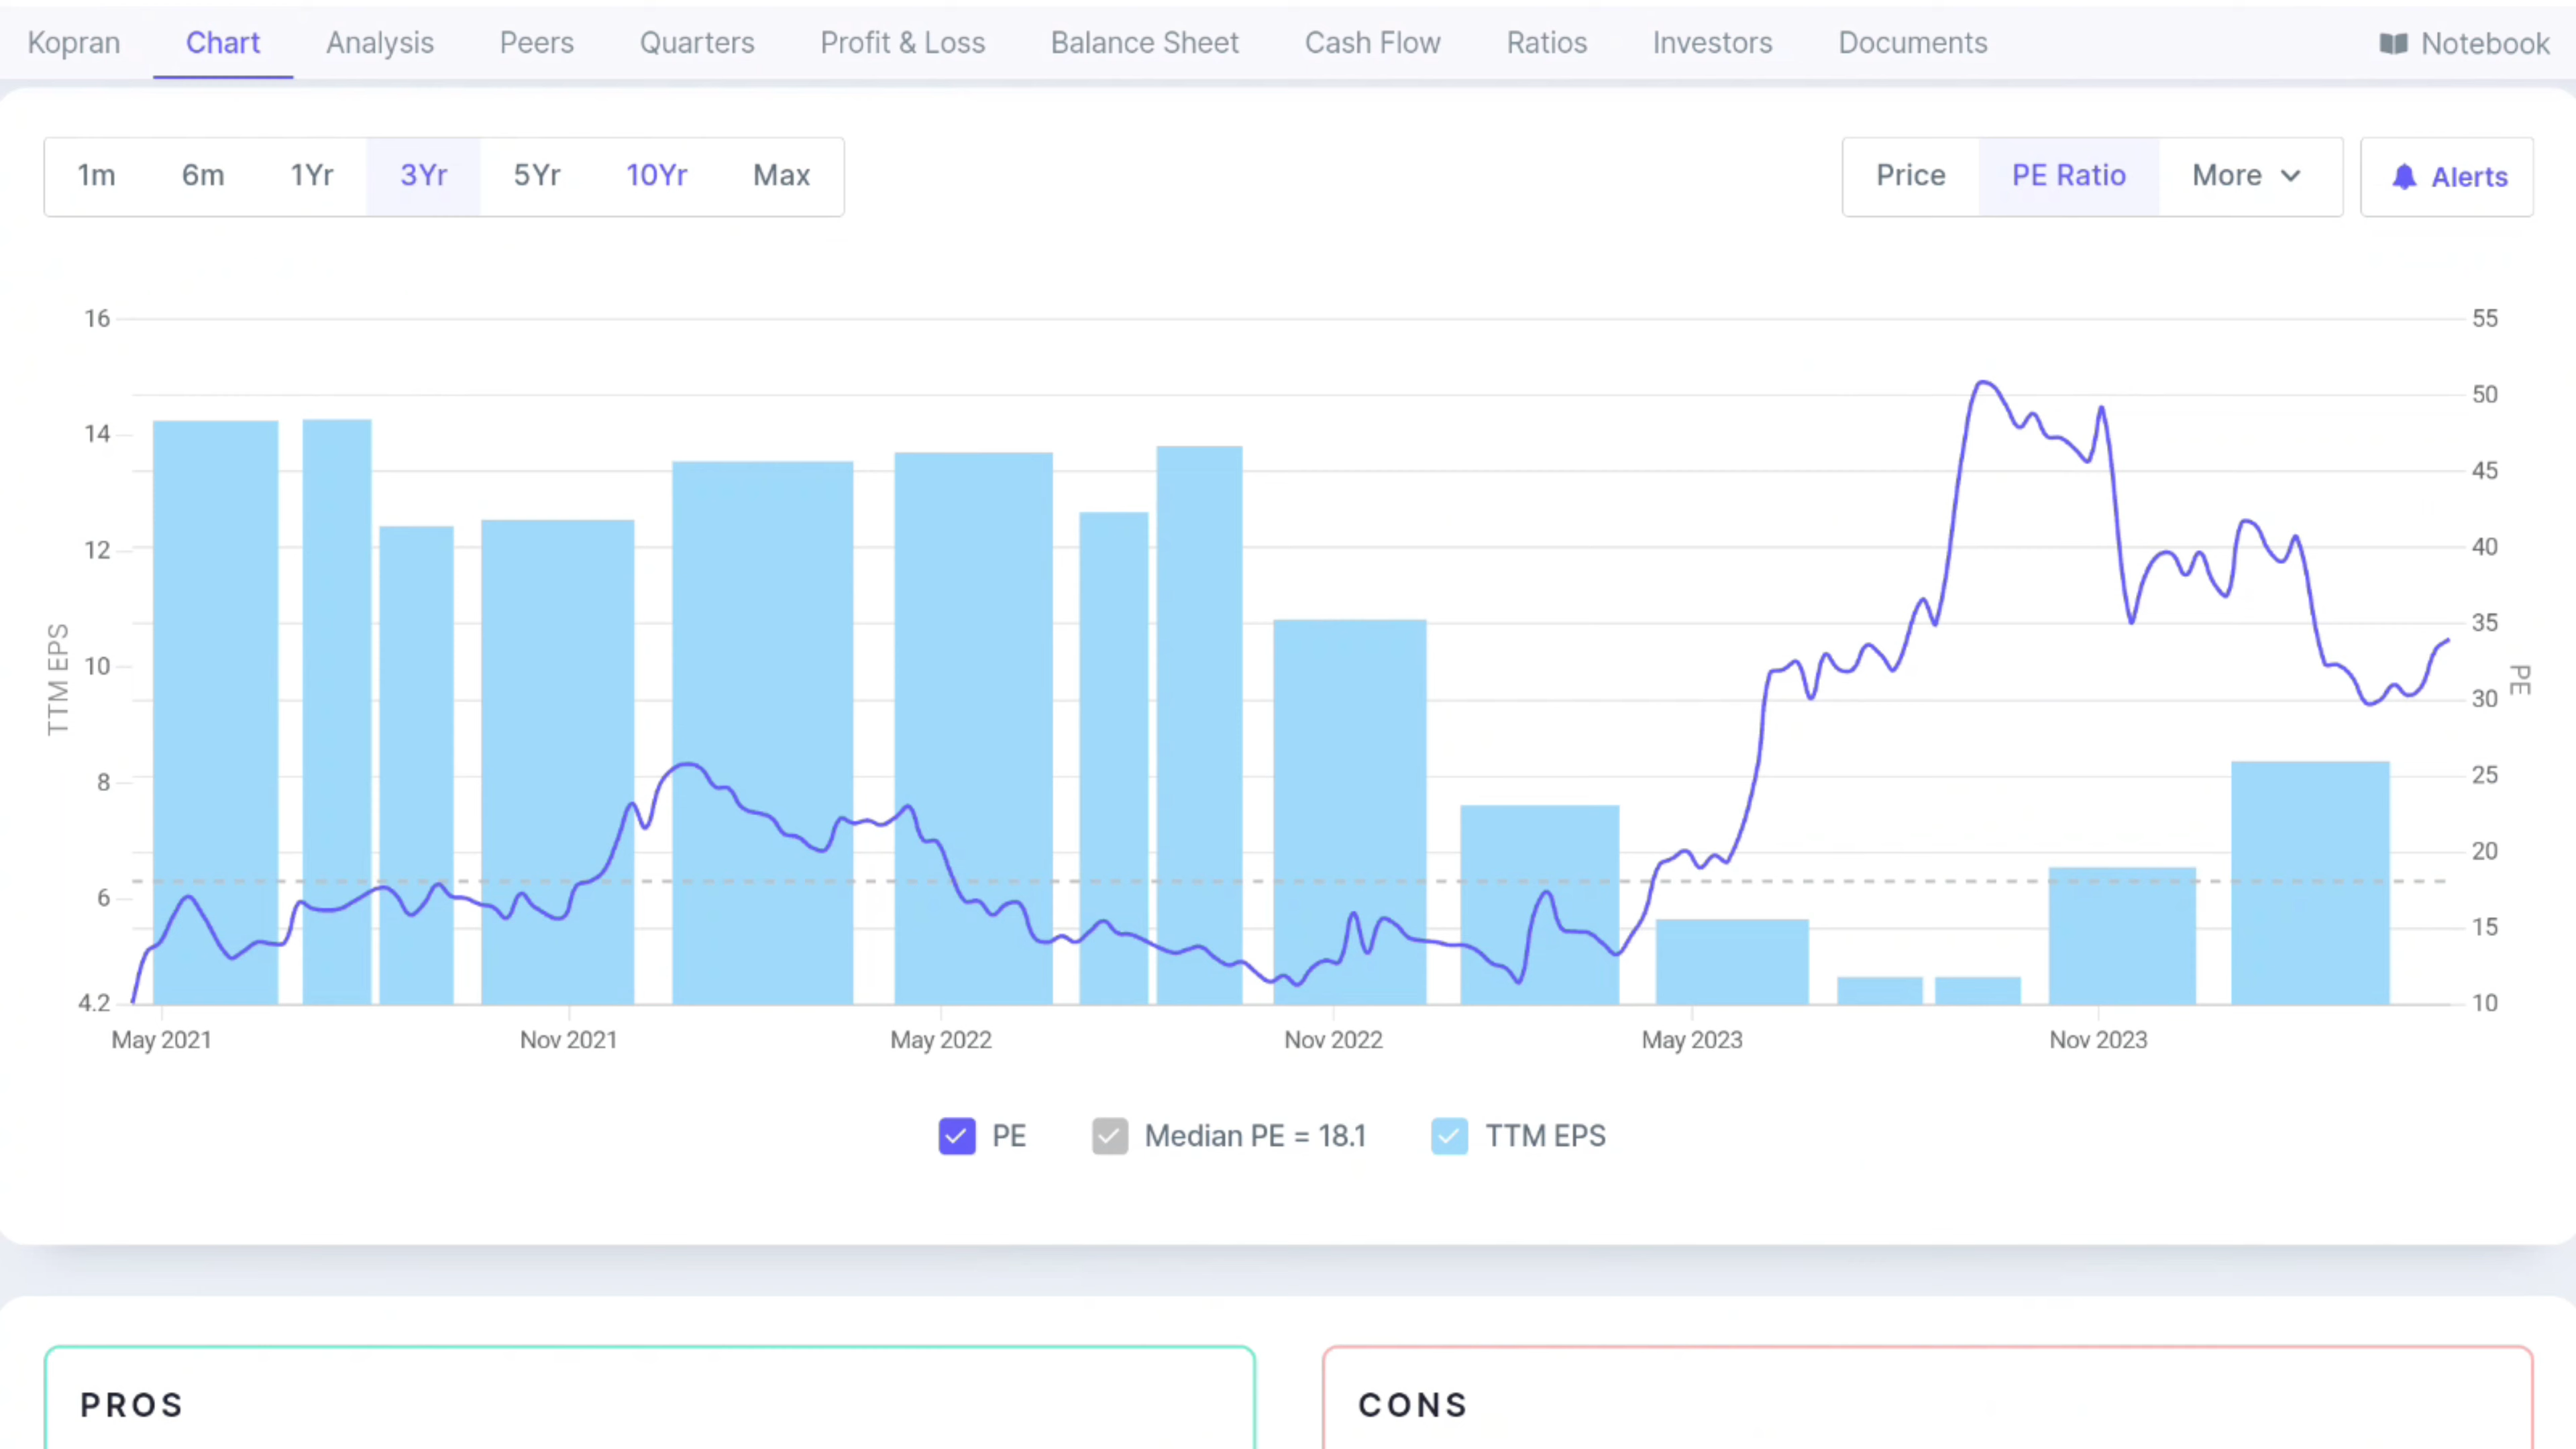 Kopran Chart Analysis Peers Quarters Profit & Loss Balance Sheet Cash Flow Ratios Investors Documents Notebook
1m 6m 1Yr 3Yr 5Yr 10Yr Max Price PE Ratio More Alerts
16 55
50
14
45
12 40
35
TTM EPS 10 PE
30
8 25
20
6
15
4.2 10
May 2021 Nov 2021 May 2022 Nov 2022 May 2023 Nov 2023
PE Median PE = 18.1 TTM EPS
PROS CONS